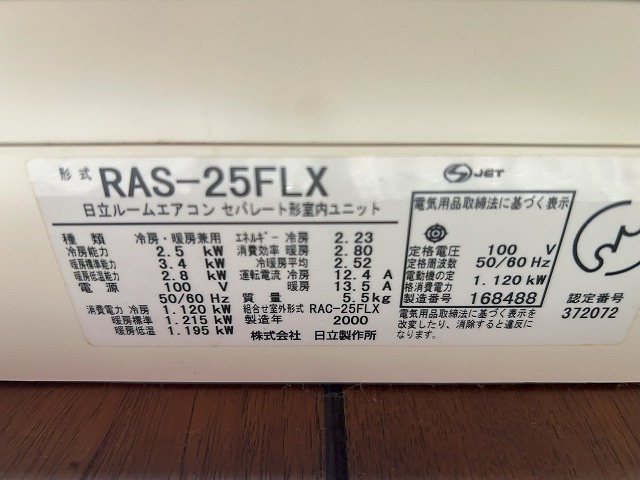 形式 RAS-25FLX
日立ルームエアコン セパレート形室内ユニット
種類 冷房・暖房兼用
冷房能力 2.5 kW
暖房標準能力 3.4 kW
暖房低温能力 2.8 kW
電源 100 V
50/60 Hz
消費電力 冷房 1.120 kW
暖房標準 1.215 kW
暖房低温 1.195 kW
エネルギー 冷房 2.23
消費効率 暖房 2.80
冷暖房平均 2.52
運転電流 冷房 12.4 A
暖房 13.5 A
質量 5.5kg
組合せ室外形式 RAC-25FLX
製造年 2000
株式会社 日立製作所
JET
電気用品取締法に基づく表示
定格電圧 100 V
定格周波数 50/60 Hz
電動機の定格消費電力 1.120 kW
製造番号 168488
電気用品取締法に基づく表示を
改変したり、消除すると違反に
なります。
認定番号
372072